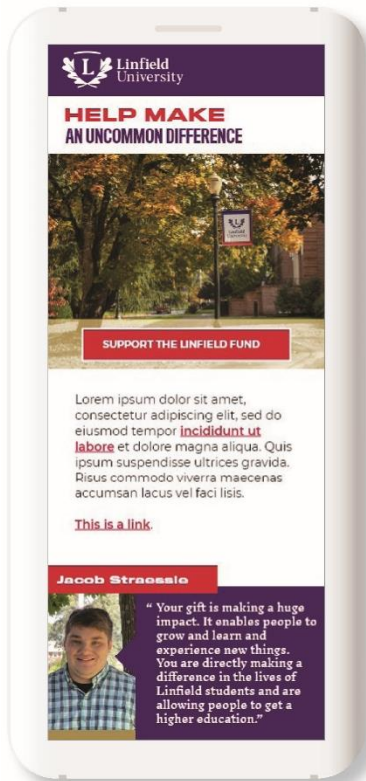 Linfield
University
HELP MAKE
AN UNCOMMON DIFFERENCE
Linfield
University
SUPPORT THE LINFIELD FUND
Lorem ipsum dolor sit amet,
consectetur adipiscing elit, sed do
eiusmod tempor incididunt ut
labore et dolore magna aliqua. Quis
ipsum suspendisse ultrices gravida.
Risus commodo viverra maecenas
accumsan lacus vel faci lisis.
This is a link.
Jacob Straessle
“ Your gift is making a huge
impact. It enables people to
grow and learn and
experience new things.
You are directly making a
difference in the lives of
Linfield students and are
allowing people to get a
higher education.”